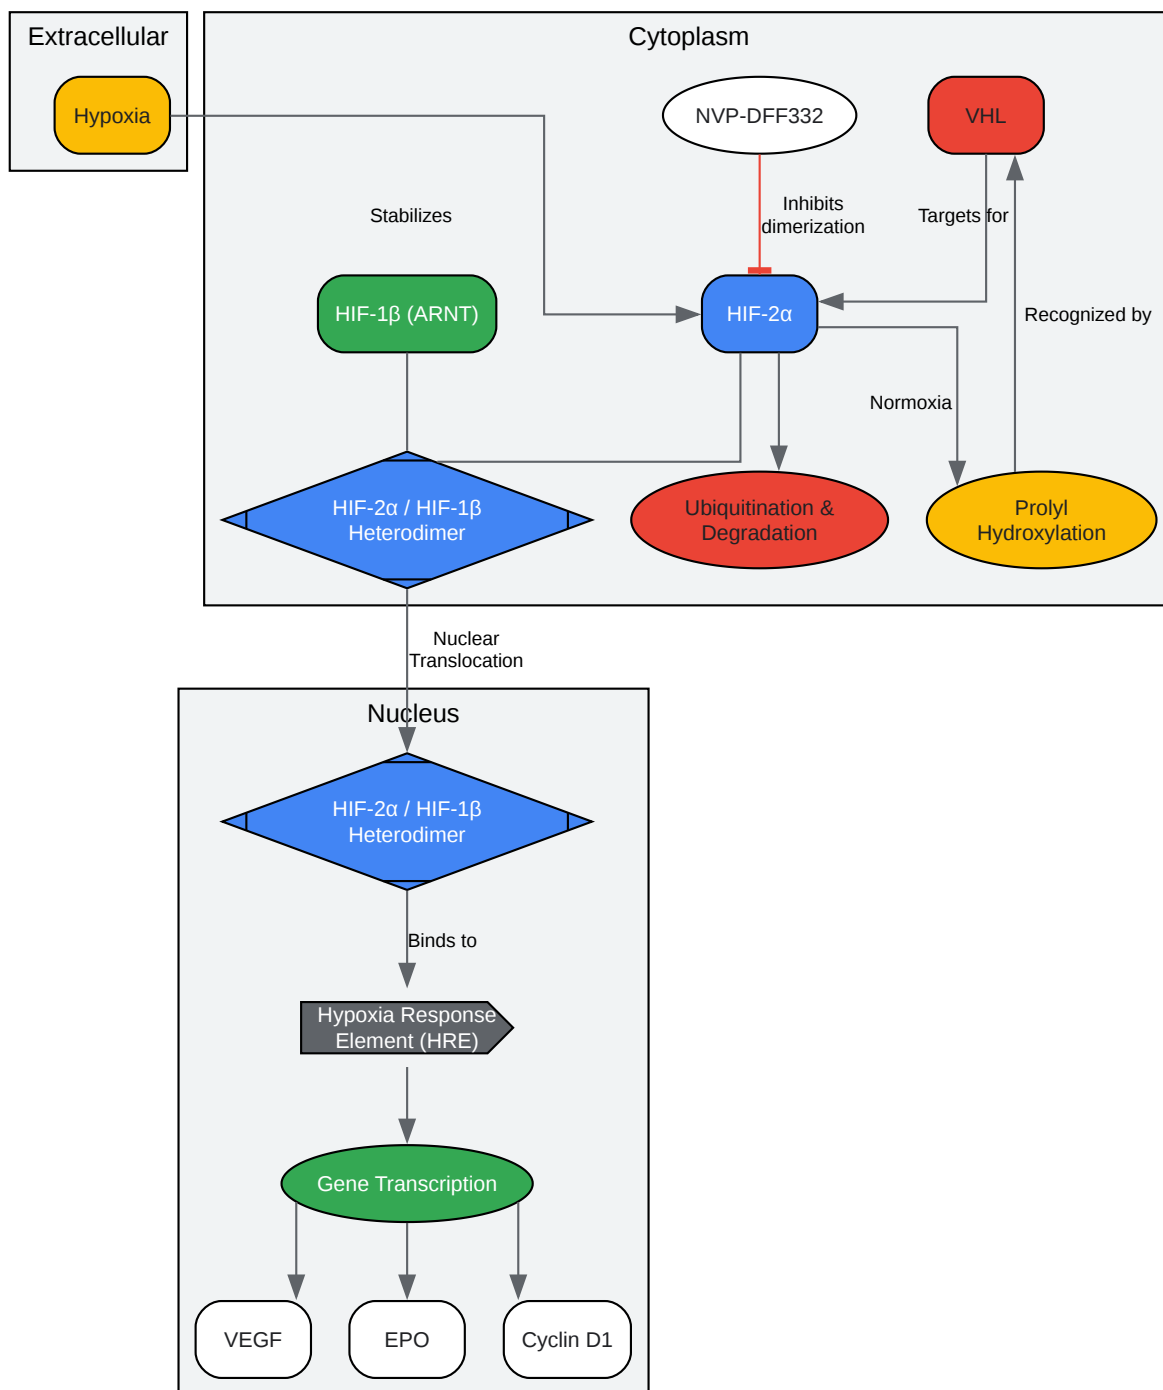 Extracellular
Cytoplasm
Hypoxia
NVP-DFF332
VHL
Stabilizes
Inhibits
dimerization
Targets for
HIF-1β (ARNT)
HIF-2α
Recognized by
Normoxia
HIF-2α / HIF-1β
Heterodimer
Ubiquitination &
Degradation
Prolyl
Hydroxylation
Nuclear
Translocation
Nucleus
HIF-2α / HIF-1β
Heterodimer
Binds to
Hypoxia Response
Element (HRE)
Gene Transcription
VEGF
EPO
Cyclin D1